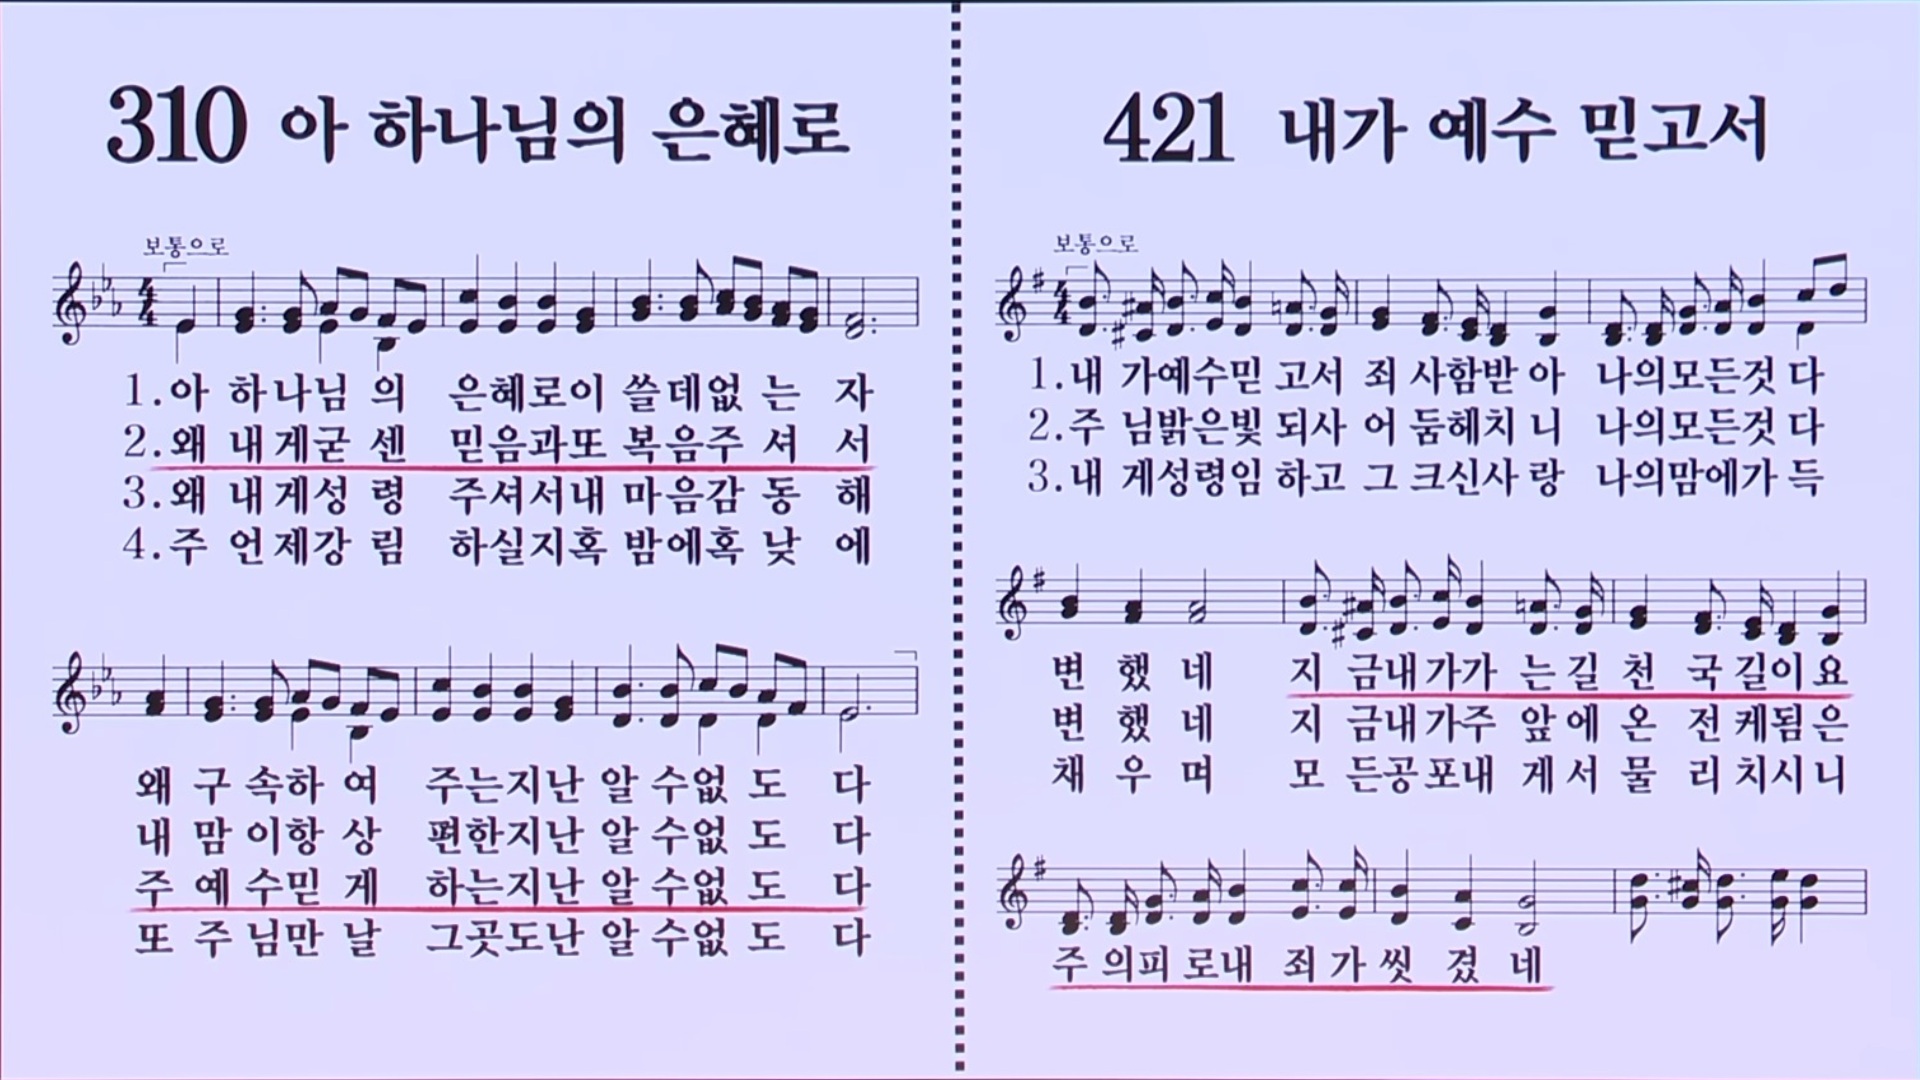 310 아 하나님의 은혜로
보통으로
1.아 하나님 의 은혜로이 쓸데없 는 자
2.왜 내게굳 센 믿음과또 복음주 셔 서
3.왜 내게성 령 주셔서내 마음감 동 해
4.주 언제강 림 하실지혹 밤에혹 낮 에
왜 구 속하 여 주는지난 알 수없 도 다
내 맘 이항 상 편한지난 알 수없 도 다
주 예 수믿 게 하는지난 알 수없 도 다
또 주 님만 날 그곳도난 알 수없 도 다
421 내가 예수 믿고서
보통으로
1.내 가예수믿 고서 죄 사함받 아 나의모든것 다
2.주 님밝은빛 되사 어 둠헤치 니 나의모든것 다
3.내 게성령임 하고 그 크신사 랑 나의맘에가 득
변 했 네 지 금내가가 는길 천 국길이요
변 했 네 지 금내가주 앞에 온 전케됨은
채 우 며 모 든공포내 게서 물 리치시니
주 의피 로내 죄 가 씻 겼 네